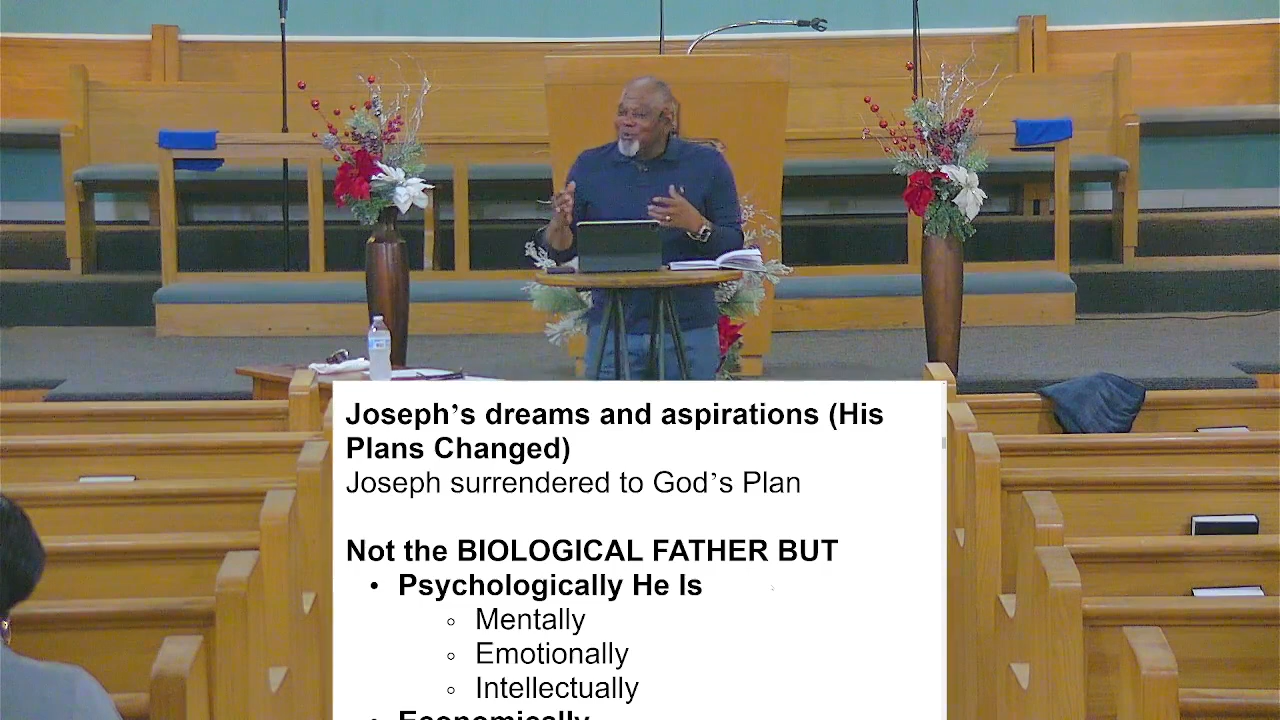 Joseph’s dreams and aspirations (His
Plans Changed)
Joseph surrendered to God’s Plan
Not the BIOLOGICAL FATHER BUT
• Psychologically He Is
◦ Mentally
◦ Emotionally
◦ Intellectually
• Economically